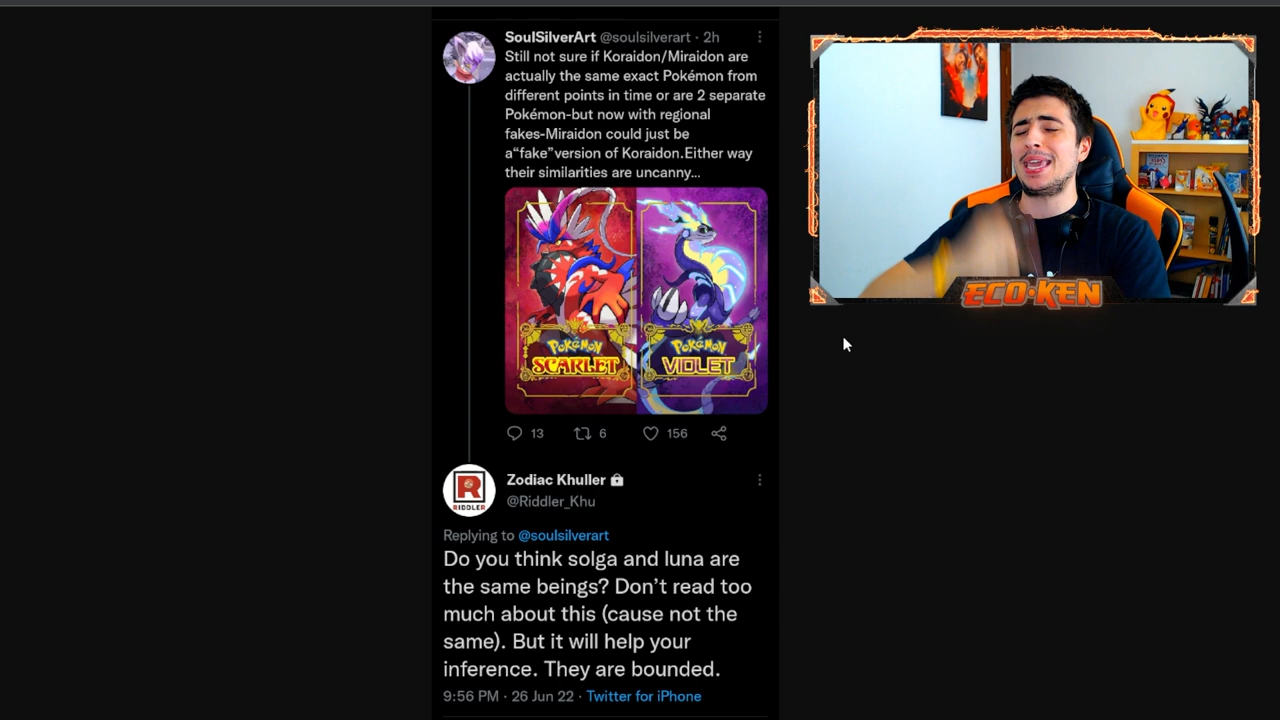 SoulSilverArt @soulsilverart · 2h
Still not sure if Koraidon/Miraidon are
actually the same exact Pokémon from
different points in time or are 2 separate
Pokémon-but now with regional
fakes-Miraidon could just be
a“fake”version of Koraidon.Either way
their similarities are uncanny...
Pokémon
SCARLET
Pokémon
VIOLET
13 6 156
Zodiac Khuller
@Riddler_Khu
RIDDLER
Replying to @soulsilverart
Do you think solga and luna are
the same beings? Don’t read too
much about this (cause not the
same). But it will help your
inference. They are bounded.
9:56 PM · 26 Jun 22 · Twitter for iPhone
ECO·KEN